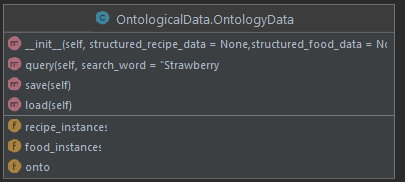 C OntologicalData.OntologyData
m __init__(self, structured_recipe_data = None,structured_food_data = No
m query(self, search_word = "Strawberry
m save(self)
m load(self)
f recipe_instances
f food_instances
f onto